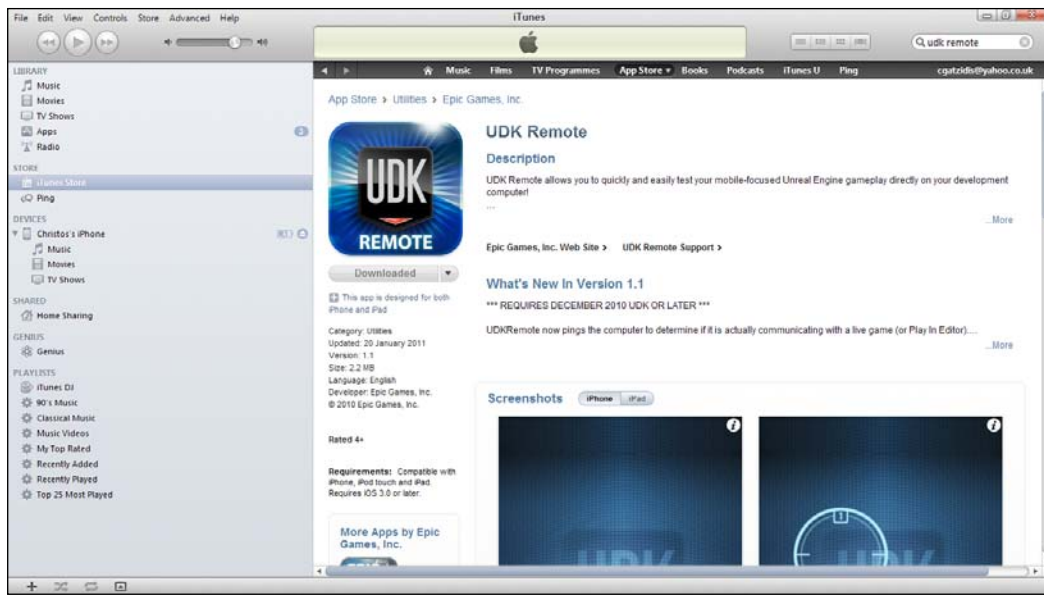 File Edit View Controls Store Advanced Help
iTunes
udk remote
LIBRARY
Music
Movies
TV Shows
Apps
Radio
STORE
iTunes Store
Ping
DEVICES
Christos's iPhone
Music
Movies
TV Shows
SHARED
Home Sharing
GENIUS
Genius
PLAYLISTS
iTunes DJ
90's Music
Classical Music
Music Videos
My Top Rated
Recently Added
Recently Played
Top 25 Most Played
Music Films TV Programmes App Store Books Podcasts iTunes U Ping cgatzidis@yahoo.co.uk
App Store > Utilities > Epic Games, Inc.
UDK
REMOTE
Downloaded
This app is designed for both
iPhone and iPad
Category: Utilities
Updated: 20 January 2011
Version: 1.1
Size: 2.2 MB
Language: English
Developer: Epic Games, Inc.
© 2010 Epic Games, Inc.
Rated 4+
Requirements: Compatible with
iPhone, iPod touch and iPad.
Requires iOS 3.0 or later.
More Apps by Epic
Games, Inc.
UDK Remote
Description
UDK Remote allows you to quickly and easily test your mobile-focused Unreal Engine gameplay directly on your development
computer!
...
...More
Epic Games, Inc. Web Site > UDK Remote Support >
What's New In Version 1.1
*** REQUIRES DECEMBER 2010 UDK OR LATER ***
UDKRemote now pings the computer to determine if it is actually communicating with a live game (or Play In Editor)....
...More
Screenshots iPhone iPad
UDK
1
UDK